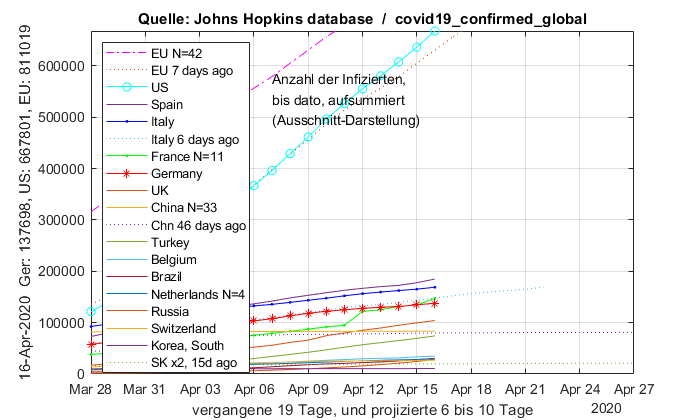 Quelle: Johns Hopkins database / covid19_confirmed_global
16-Apr-2020 Ger: 137698, US: 667801, EU: 811019
600000
500000
400000
300000
200000
100000
0
EU N=42
EU 7 days ago
US
Spain
Italy
Italy 6 days ago
France N=11
Germany
UK
China N=33
Chn 46 days ago
Turkey
Belgium
Brazil
Netherlands N=4
Russia
Switzerland
Korea, South
SK x2, 15d ago
Anzahl der Infizierten,
bis dato, aufsummiert
(Ausschnitt-Darstellung)
Mar 28 Mar 31 Apr 03 Apr 06 Apr 09 Apr 12 Apr 15 Apr 18 Apr 21 Apr 24 Apr 27
2020
vergangene 19 Tage, und projizierte 6 bis 10 Tage